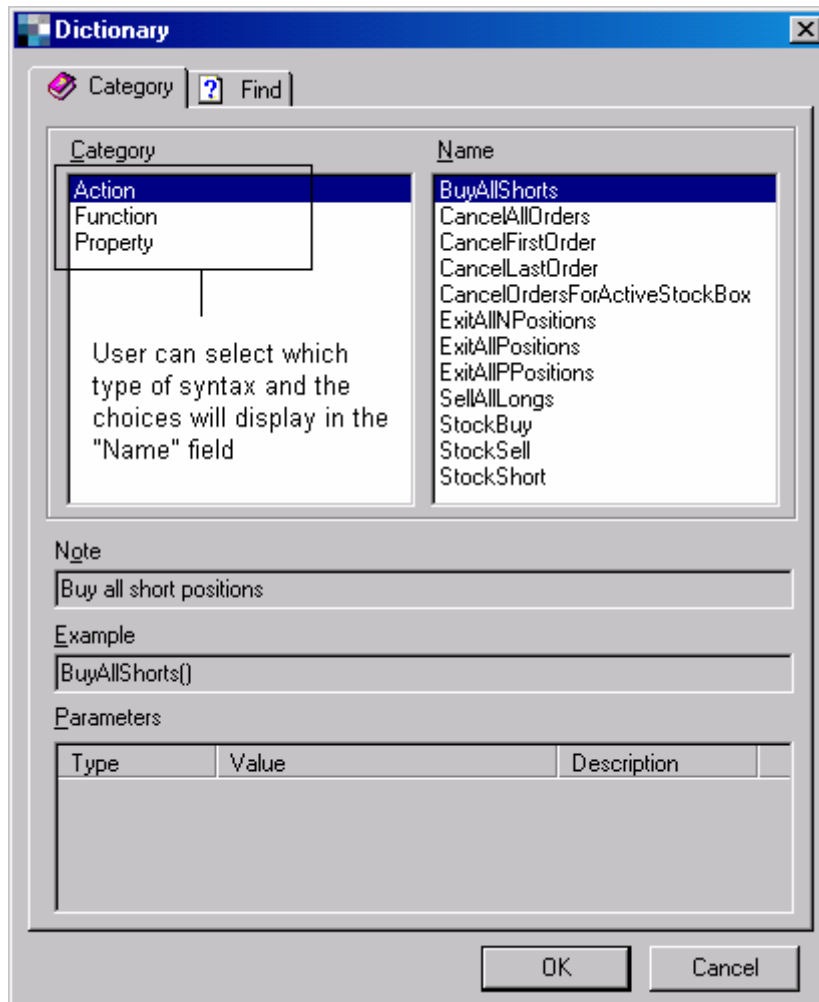 Dictionary
Category
Find
Category
Name
Action
Function
Property
User can select which
type of syntax and the
choices will display in the
"Name" field
BuyAllShorts
CancelAllOrders
CancelFirstOrder
CancelLastOrder
CancelOrdersForActiveStockBox
ExitAllNPositions
ExitAllPositions
ExitAllPPositions
SellAllLongs
StockBuy
StockSell
StockShort
Note
Buy all short positions
Example
BuyAllShorts()
Parameters
Type Value Description
OK Cancel